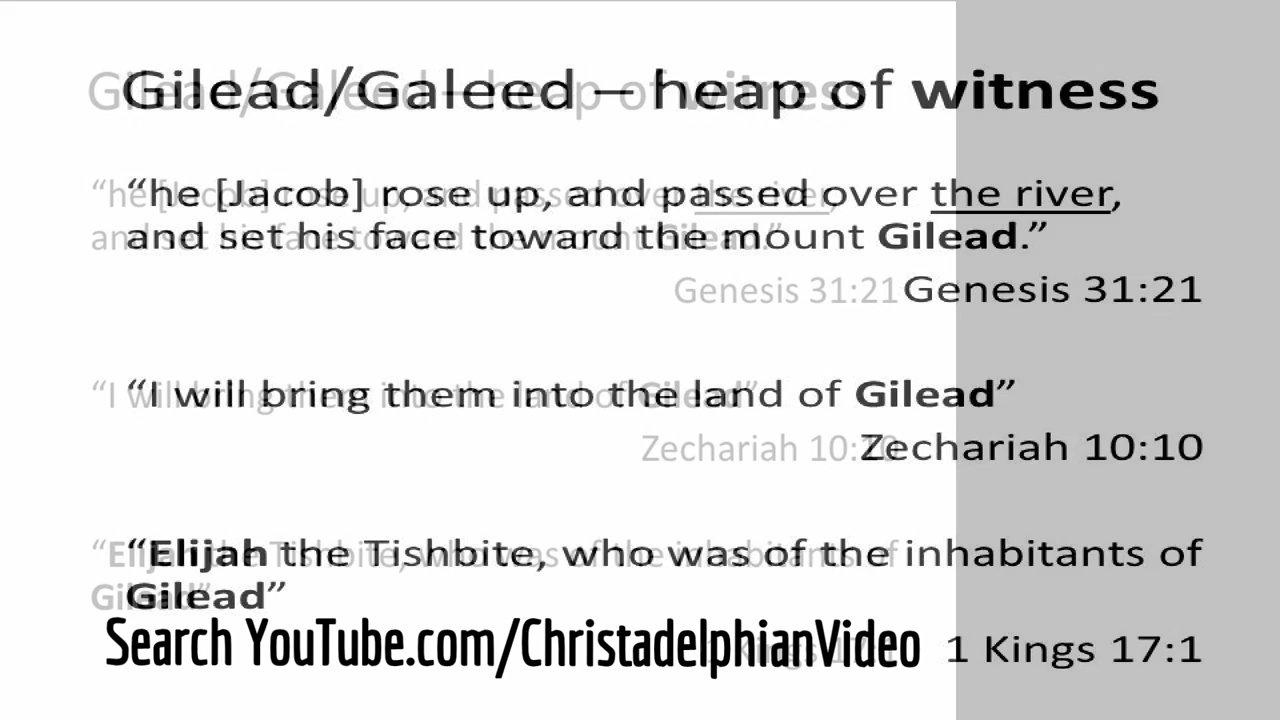 Gilead/Galeed – heap of witness
“he [Jacob] rose up, and passed over the river,
and set his face toward the mount Gilead.”
Genesis 31:21
“I will bring them into the land of Gilead”
Zechariah 10:10
“Elijah the Tishbite, who was of the inhabitants of
Gilead”
Search YouTube.com/ChristadelphianVideo
1 Kings 17:1